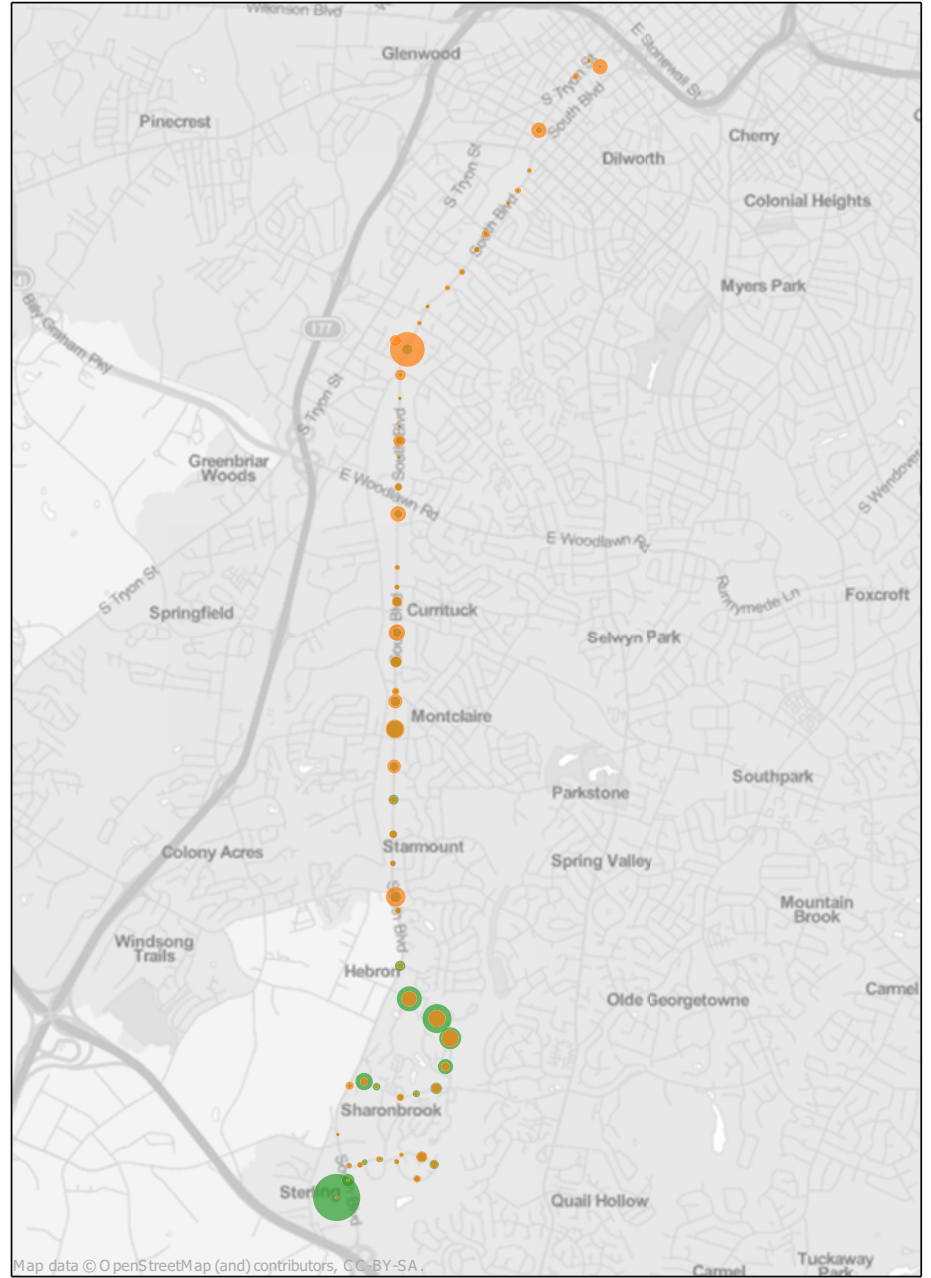 Wilkinson Blvd
Glenwood
E Stonewall St
S Tryon St
South Blvd
Pinecrest
Cherry
Dilworth
S Tryon St
Colonial Heights
South Blvd
Myers Park
Billy Graham Pky
I77
S Tryon St
South Blvd
Greenbriar
Woods
E Woodlawn Rd
S Wendover
E Woodlawn Rd
S Tryon St
Runnymede Ln
Foxcroft
Springfield
Currituck
South Blvd
Selwyn Park
Montclaire
Southpark
Parkstone
Starmount
Colony Acres
Spring Valley
Mountain
Brook
South Blvd
Windsong
Trails
Hebron
Carmel
Olde Georgetowne
Sharonbrook
Sterling
Quail Hollow
Tuckaway
Park
Carmel
Map data © OpenStreetMap (and) contributors, CC-BY-SA.